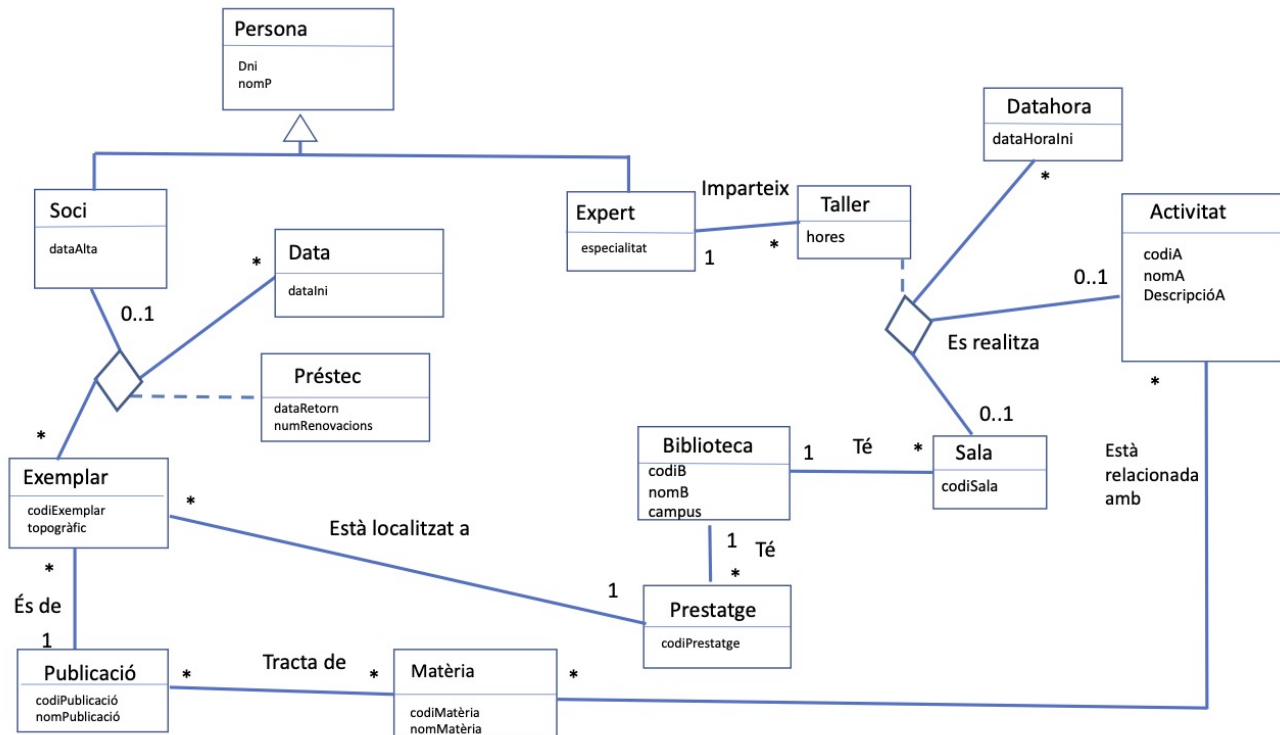 Persona
Dni
nomP
Datahora
dataHoraIni
*
Soci
dataAlta
0..1
Data
dataIni
*
Préstec
dataRetorn
numRenovacions
*
Expert
especialitat
Imparteix
1
*
Taller
hores
Activitat
codiA
nomA
DescripcióA
0..1
Es realitza
0..1
*
Exemplar
codiExemplar
topogràfic
*
Està localitzat a
1
Biblioteca
codiB
nomB
campus
1
Té
*
Sala
codiSala
Està
relacionada
amb
1
Té
*
Prestatge
codiPrestatge
*
És de
1
Publicació
codiPublicació
nomPublicació
*
Tracta de
*
Matèria
codiMatèria
nomMatèria
*